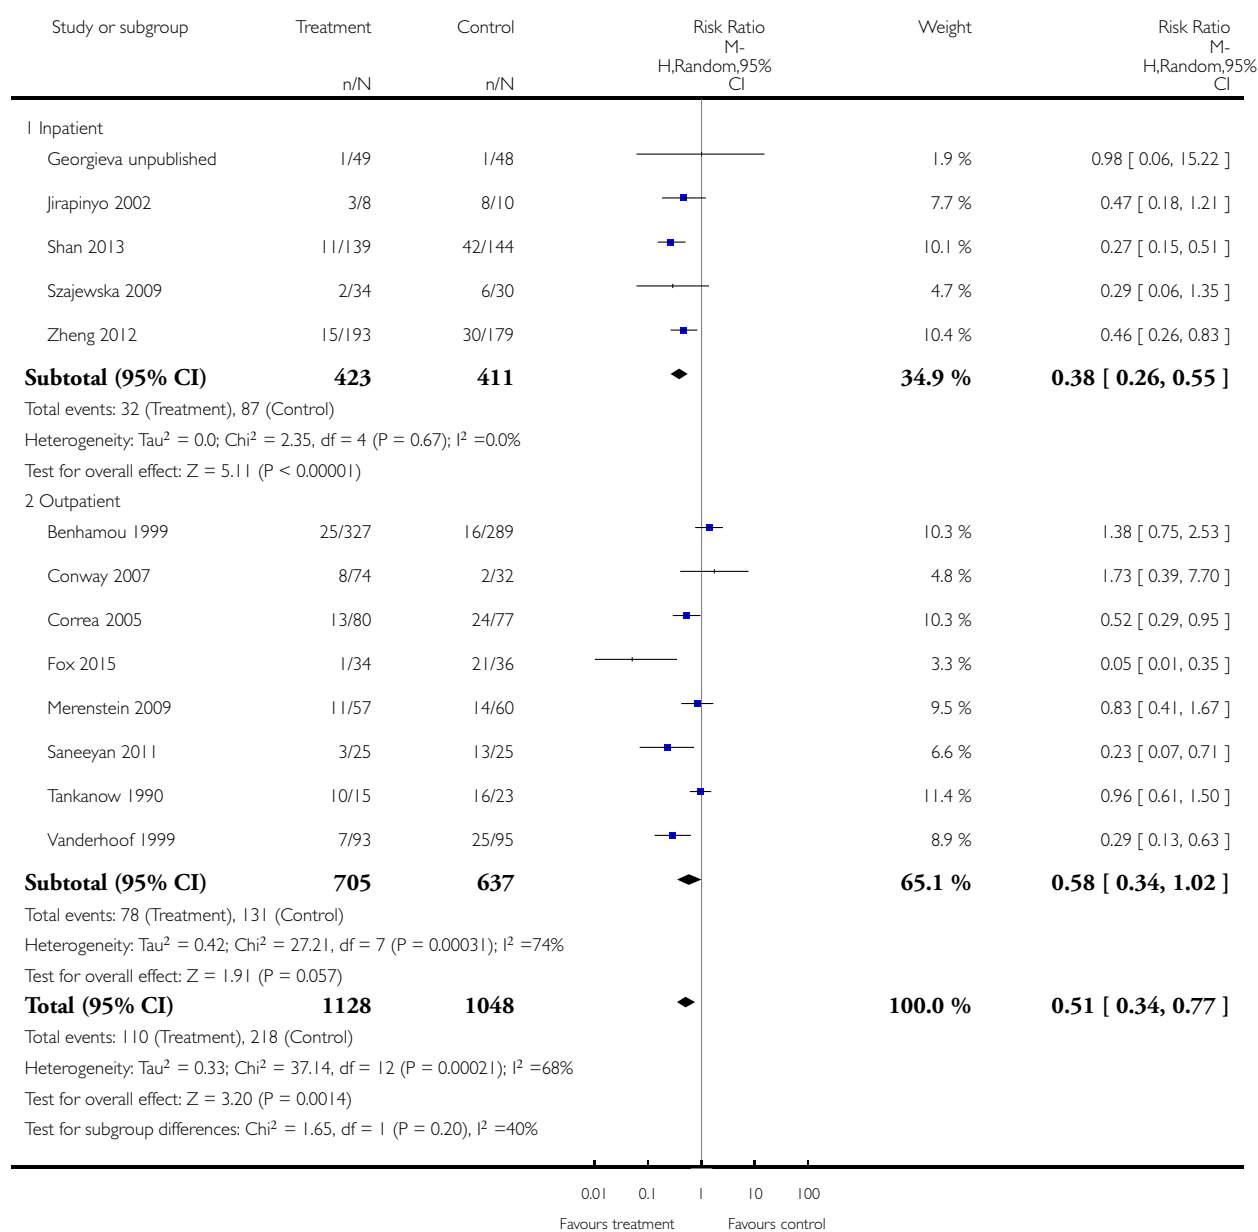 Study or subgroup Treatment Control Risk Ratio Weight Risk Ratio
M- M-
H,Random,95% H,Random,95%
n/N n/N CI CI
1 Inpatient
Georgieva unpublished 1/49 1/48 1.9 % 0.98 [ 0.06, 15.22 ]
Jirapinyo 2002 3/8 8/10 7.7 % 0.47 [ 0.18, 1.21 ]
Shan 2013 11/139 42/144 10.1 % 0.27 [ 0.15, 0.51 ]
Szajewska 2009 2/34 6/30 4.7 % 0.29 [ 0.06, 1.35 ]
Zheng 2012 15/193 30/179 10.4 % 0.46 [ 0.26, 0.83 ]
Subtotal (95% CI) 423 411 34.9 % 0.38 [ 0.26, 0.55 ]
Total events: 32 (Treatment), 87 (Control)
Heterogeneity: Tau² = 0.0; Chi² = 2.35, df = 4 (P = 0.67); I² =0.0%
Test for overall effect: Z = 5.11 (P < 0.00001)
2 Outpatient
Benhamou 1999 25/327 16/289 10.3 % 1.38 [ 0.75, 2.53 ]
Conway 2007 8/74 2/32 4.8 % 1.73 [ 0.39, 7.70 ]
Correa 2005 13/80 24/77 10.3 % 0.52 [ 0.29, 0.95 ]
Fox 2015 1/34 21/36 3.3 % 0.05 [ 0.01, 0.35 ]
Merenstein 2009 11/57 14/60 9.5 % 0.83 [ 0.41, 1.67 ]
Saneeyan 2011 3/25 13/25 6.6 % 0.23 [ 0.07, 0.71 ]
Tankanow 1990 10/15 16/23 11.4 % 0.96 [ 0.61, 1.50 ]
Vanderhoof 1999 7/93 25/95 8.9 % 0.29 [ 0.13, 0.63 ]
Subtotal (95% CI) 705 637 65.1 % 0.58 [ 0.34, 1.02 ]
Total events: 78 (Treatment), 131 (Control)
Heterogeneity: Tau² = 0.42; Chi² = 27.21, df = 7 (P = 0.00031); I² =74%
Test for overall effect: Z = 1.91 (P = 0.057)
Total (95% CI) 1128 1048 100.0 % 0.51 [ 0.34, 0.77 ]
Total events: 110 (Treatment), 218 (Control)
Heterogeneity: Tau² = 0.33; Chi² = 37.14, df = 12 (P = 0.00021); I² =68%
Test for overall effect: Z = 3.20 (P = 0.0014)
Test for subgroup differences: Chi² = 1.65, df = 1 (P = 0.20), I² =40%
0.01 0.1 1 10 100
Favours treatment Favours control